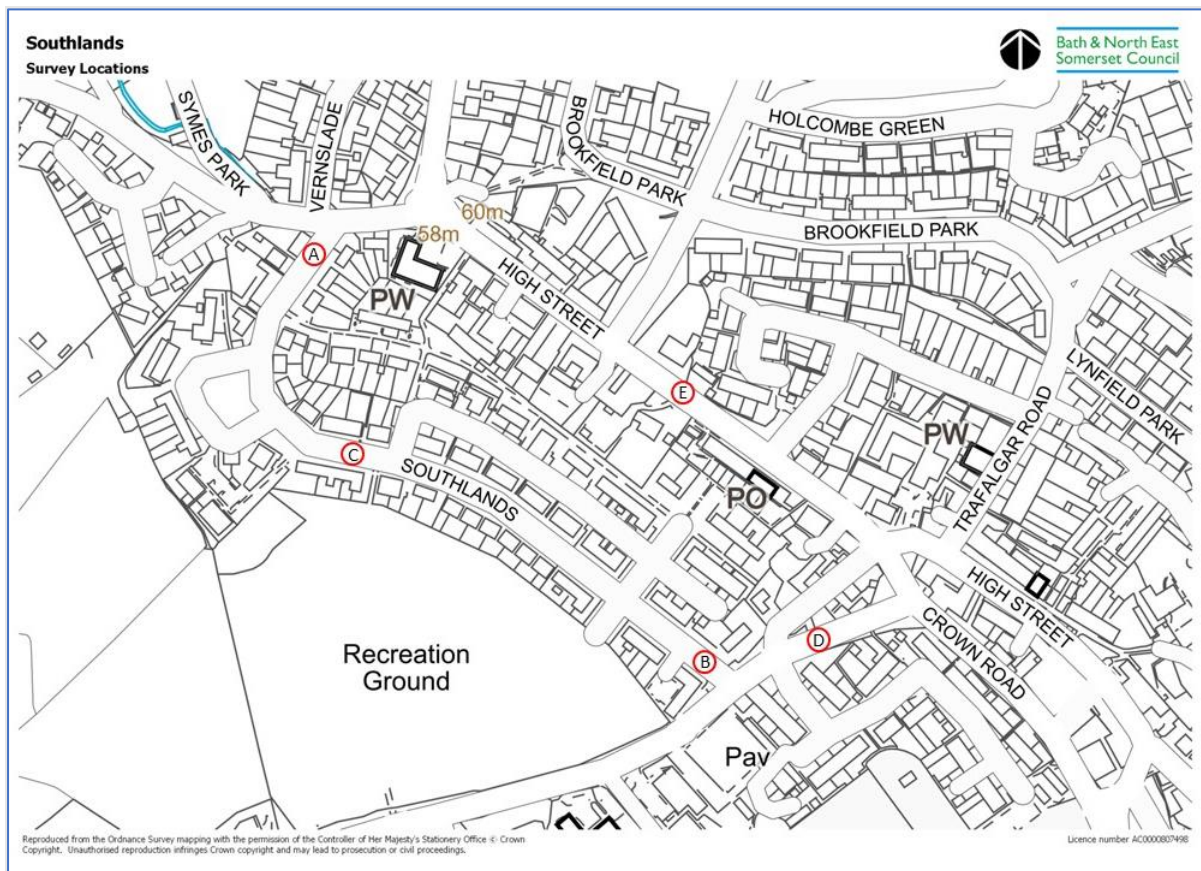 Southlands
Survey Locations
Bath & North East
Somerset Council
SYMES PARK
VERNSLADE
BROOKFIELD PARK
HOLCOMBE GREEN
60m
58m
BROOKFIELD PARK
A
HIGH STREET
PW
LYNFIELD PARK
E
PW
TRAFALGAR ROAD
C
SOUTHLANDS
PO
HIGH STREET
CROWN ROAD
D
B
Recreation
Ground
Pav
Reproduced from the Ordnance Survey mapping with the permission of the Controller of Her Majesty's Stationery Office © Crown
Copyright. Unauthorised reproduction infringes Crown copyright and may lead to prosecution or civil proceedings.
Licence number AC0000807498